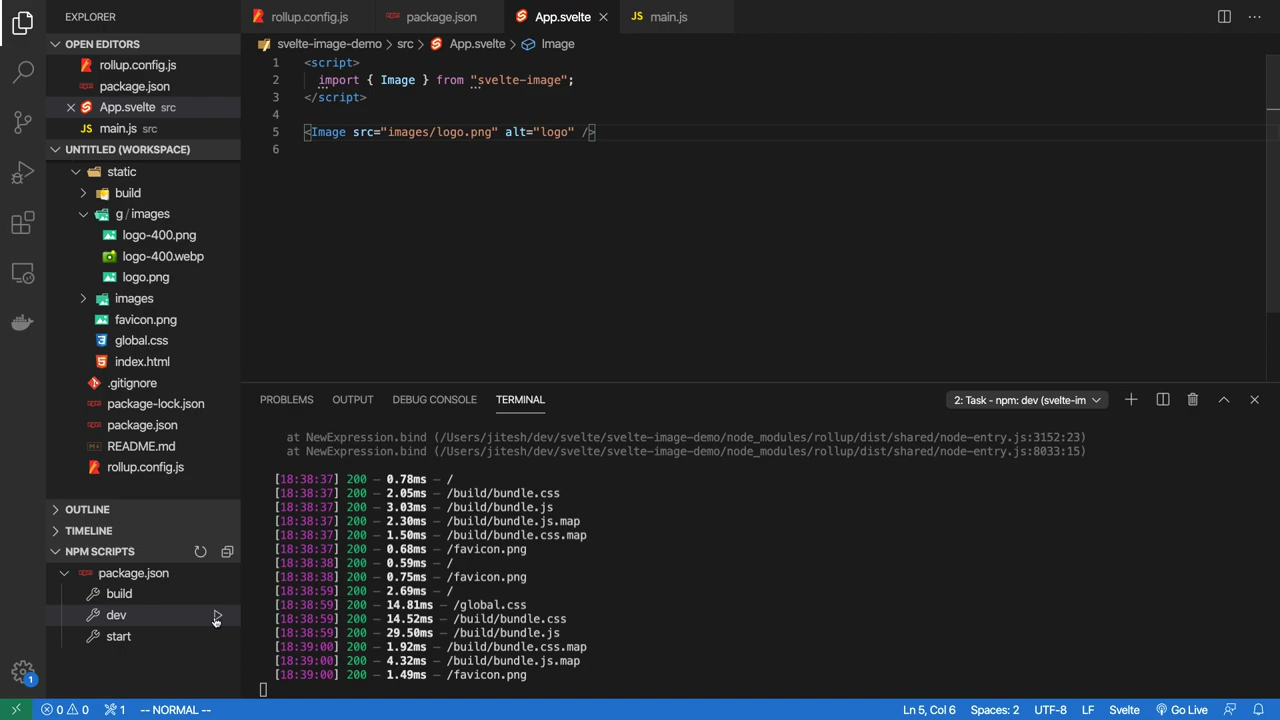 EXPLORER
OPEN EDITORS
rollup.config.js
package.json
App.svelte src
JS main.js src
UNTITLED (WORKSPACE)
static
build
g / images
logo-400.png
logo-400.webp
logo.png
images
favicon.png
global.css
index.html
.gitignore
package-lock.json
package.json
README.md
rollup.config.js
OUTLINE
TIMELINE
NPM SCRIPTS
package.json
build
dev
start
rollup.config.js package.json App.svelte JS main.js
svelte-image-demo > src > App.svelte > Image
1 <script>
2 import { Image } from "svelte-image";
3 </script>
4
5 <Image src="images/logo.png" alt="logo" />
6
PROBLEMS OUTPUT DEBUG CONSOLE TERMINAL 2: Task - npm: dev (svelte-im
at NewExpression.bind (/Users/jitesh/dev/svelte/svelte-image-demo/node_modules/rollup/dist/shared/node-entry.js:3152:23)
at NewExpression.bind (/Users/jitesh/dev/svelte/svelte-image-demo/node_modules/rollup/dist/shared/node-entry.js:8033:15)
[18:38:37] 200 — 0.78ms — /
[18:38:37] 200 — 2.05ms — /build/bundle.css
[18:38:37] 200 — 3.03ms — /build/bundle.js
[18:38:37] 200 — 2.30ms — /build/bundle.js.map
[18:38:37] 200 — 1.50ms — /build/bundle.css.map
[18:38:37] 200 — 0.68ms — /favicon.png
[18:38:38] 200 — 0.59ms — /
[18:38:38] 200 — 0.75ms — /favicon.png
[18:38:59] 200 — 2.69ms — /
[18:38:59] 200 — 14.81ms — /global.css
[18:38:59] 200 — 14.52ms — /build/bundle.css
[18:38:59] 200 — 29.50ms — /build/bundle.js
[18:39:00] 200 — 1.92ms — /build/bundle.css.map
[18:39:00] 200 — 4.32ms — /build/bundle.js.map
[18:39:00] 200 — 1.49ms — /favicon.png
1
0 0 1 -- NORMAL -- Ln 5, Col 6 Spaces: 2 UTF-8 LF Svelte Go Live